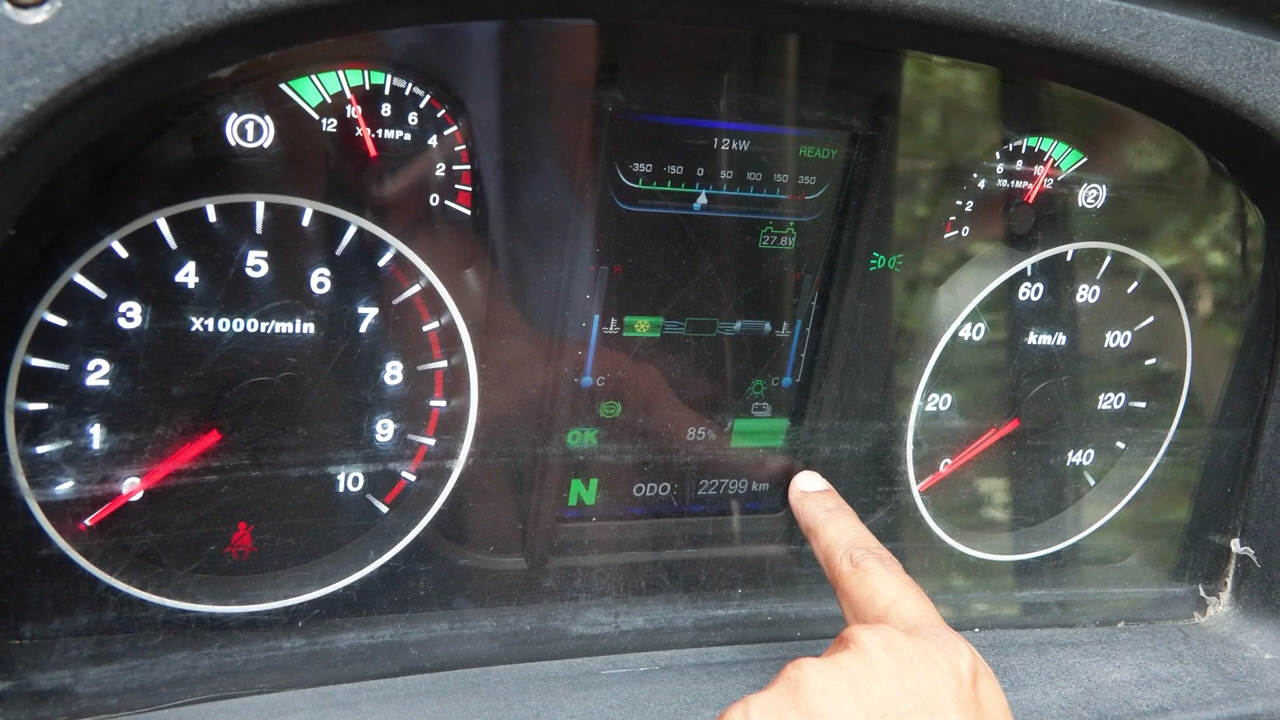 1
12 10 8 6 4 2 0
X0.1MPa
0 1 2 3 4 5 6 7 8 9 10
X1000r/min
12kW
READY
-350 -150 0 50 100 150 350
27.8V
H
C
C
OK
85%
N
ODO: 22799 km
0 2 4 6 8 10 12
X0.1MPa
2
0 20 40 60 80 100 120 140
km/h